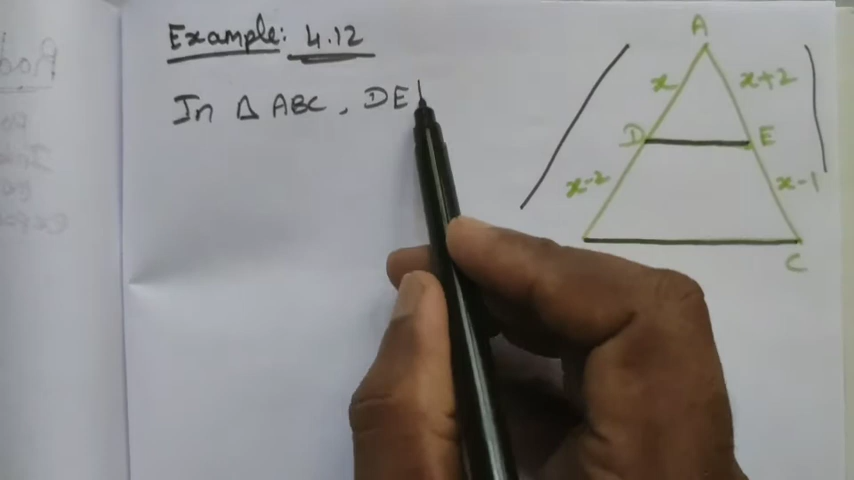 Example: 4.12
In Δ ABC, DE |
A
x
x+2
D
E
x-2
x-1
C